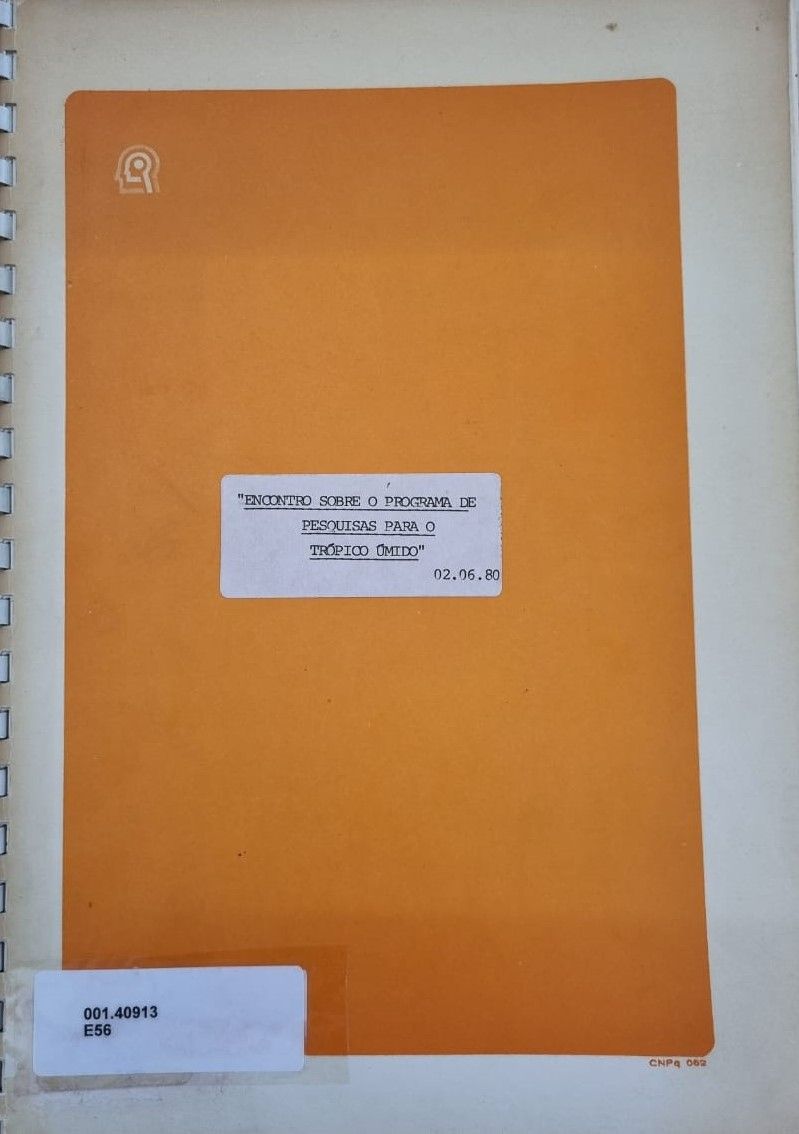 "ENCONTRO SOBRE O PROGRAMA DE
PESQUISAS PARA O
TRÓPICO ÚMIDO"
02.06.80
001.40913
E56
CNPq 062